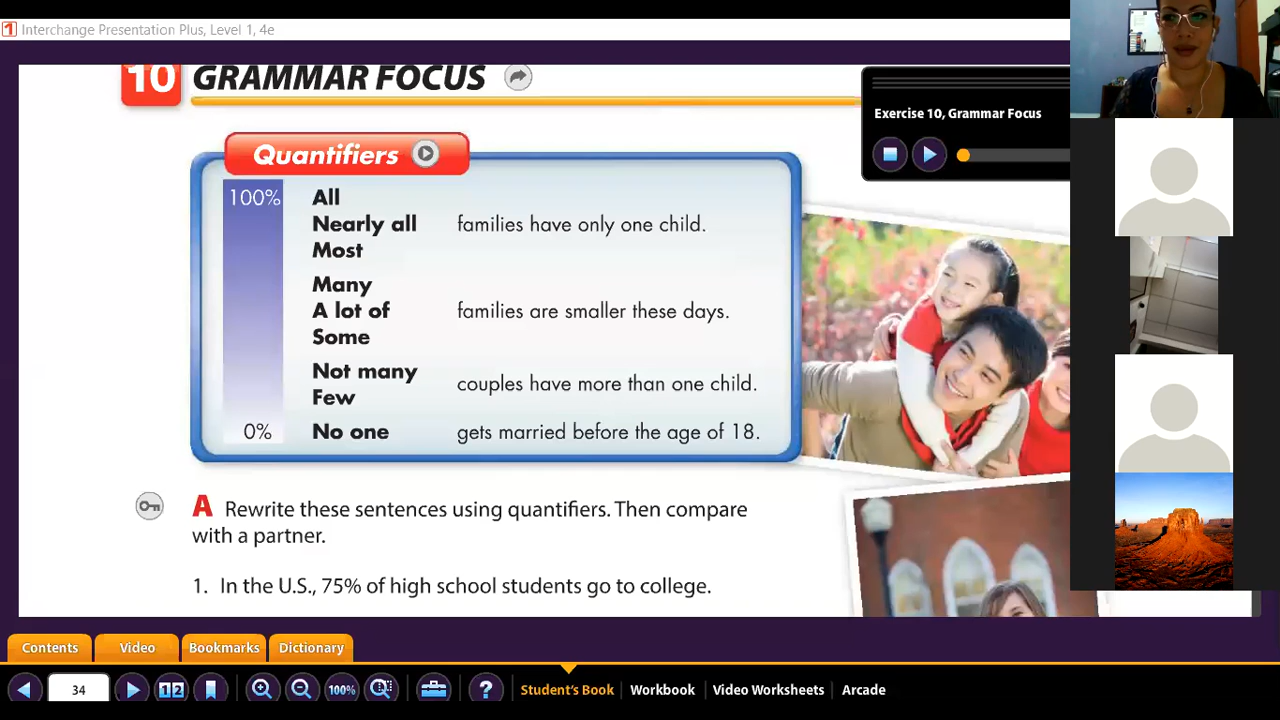 Interchange Presentation Plus, Level 1, 4e
10 GRAMMAR FOCUS
Exercise 10, Grammar Focus
Quantifiers
100% All
Nearly all families have only one child.
Most
Many
A lot of families are smaller these days.
Some
Not many
couples have more than one child.
Few
0% No one gets married before the age of 18.
A Rewrite these sentences using quantifiers. Then compare
with a partner.
1. In the U.S., 75% of high school students go to college.
Contents Video Bookmarks Dictionary
34 12 100% ? Student's Book Workbook Video Worksheets Arcade